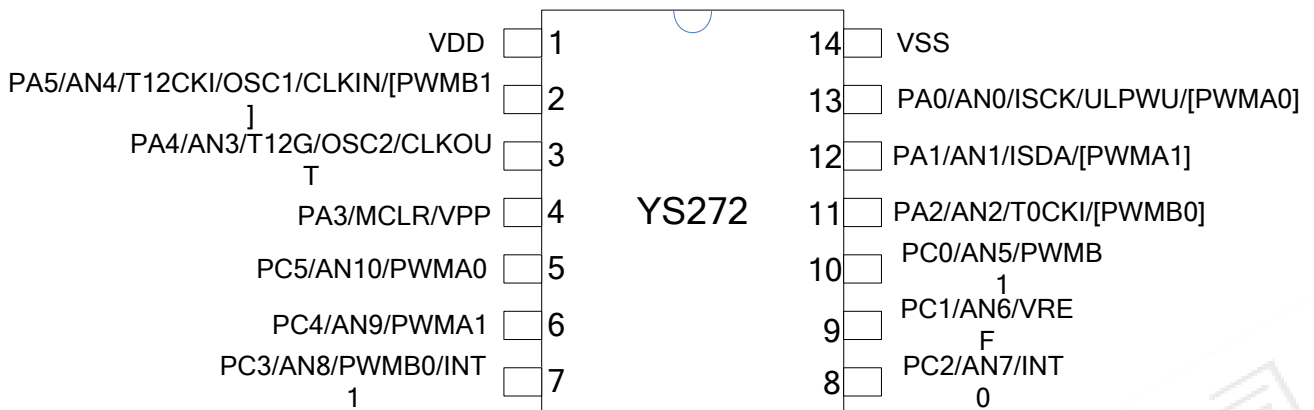 VDD 1 14 VSS
PA5/AN4/T12CKI/OSC1/CLKIN/[PWMB1
] 2 13 PA0/AN0/ISCK/ULPWU/[PWMA0]
PA4/AN3/T12G/OSC2/CLKOU
T 3 12 PA1/AN1/ISDA/[PWMA1]
PA3/MCLR/VPP 4 YS272 11 PA2/AN2/T0CKI/[PWMB0]
PC5/AN10/PWMA0 5 10 PC0/AN5/PWMB
1
PC4/AN9/PWMA1 6 9 PC1/AN6/VRE
F
PC3/AN8/PWMB0/INT
1 7 8 PC2/AN7/INT
0